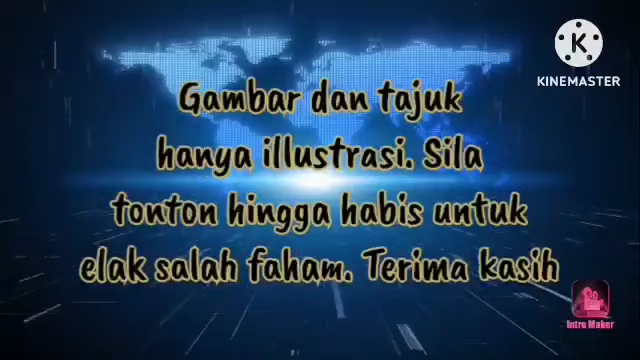 KINEMASTER
Gambar dan tajuk
hanya illustrasi. Sila
tonton hingga habis untuk
elak salah faham. Terima kasih
Intro Maker